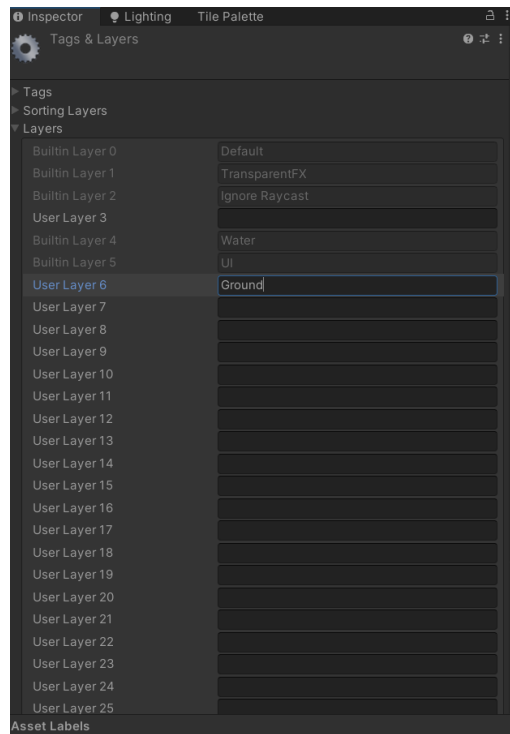 Inspector Lighting Tile Palette
Tags & Layers
Tags
Sorting Layers
Layers
Builtin Layer 0 Default
Builtin Layer 1 TransparentFX
Builtin Layer 2 Ignore Raycast
User Layer 3
Builtin Layer 4 Water
Builtin Layer 5 UI
User Layer 6 Ground
User Layer 7
User Layer 8
User Layer 9
User Layer 10
User Layer 11
User Layer 12
User Layer 13
User Layer 14
User Layer 15
User Layer 16
User Layer 17
User Layer 18
User Layer 19
User Layer 20
User Layer 21
User Layer 22
User Layer 23
User Layer 24
User Layer 25
Asset Labels